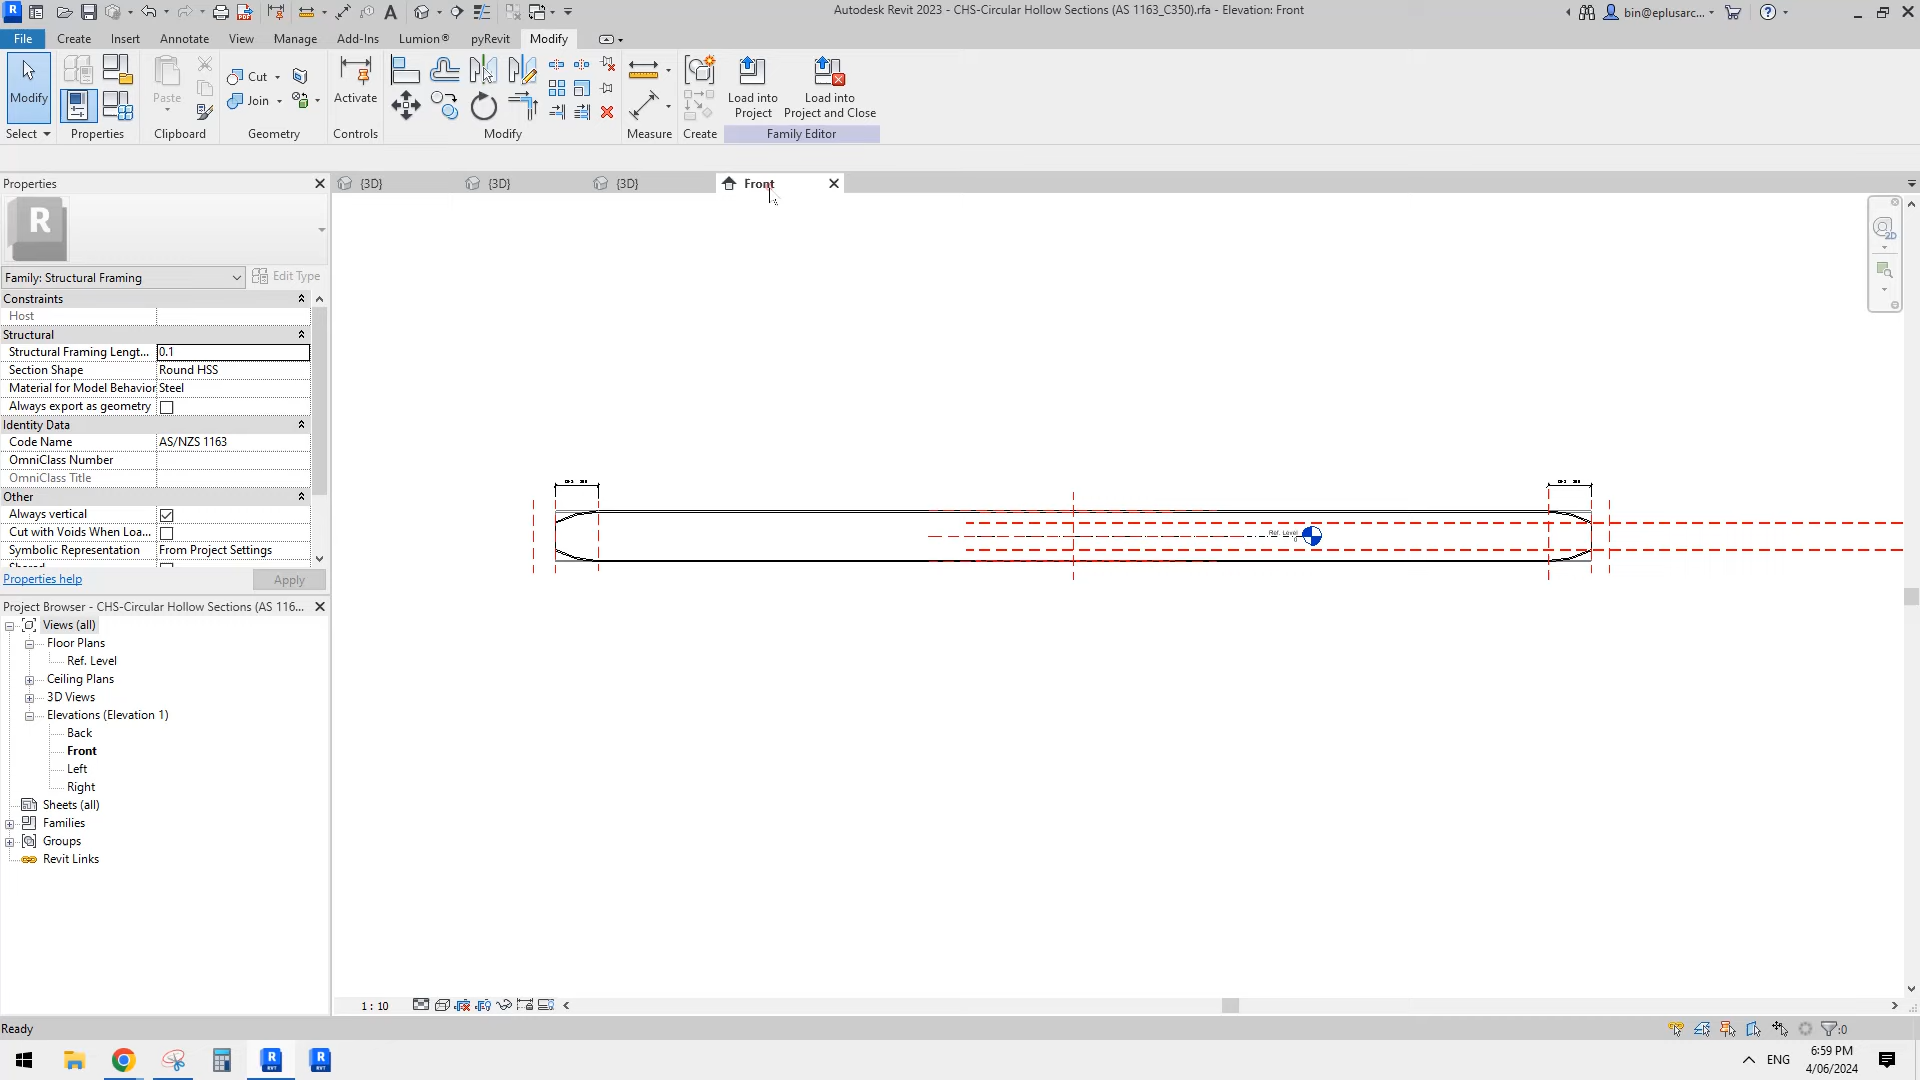 Autodesk Revit 2023 - CHS-Circular Hollow Sections (AS 1163_C350).rfa - Elevation: Front
bin@eplusarc...
File Create Insert Annotate View Manage Add-Ins Lumion® pyRevit Modify
Modify
Paste
Cut
Join
Activate
Load into
Project
Load into
Project and Close
Select Properties Clipboard Geometry Controls Modify Measure Create Family Editor
Properties
{3D} {3D} {3D} Front
R
Family: Structural Framing
Edit Type
Constraints
Host
Structural
Structural Framing Lengt... 0.1
Section Shape Round HSS
Material for Model Behavior Steel
Always export as geometry
Identity Data
Code Name AS/NZS 1163
OmniClass Number
OmniClass Title
Other
Always vertical
Cut with Voids When Loa...
Symbolic Representation From Project Settings
Properties help
Apply
Ref. Level
Project Browser - CHS-Circular Hollow Sections (AS 116...
Views (all)
Floor Plans
Ref. Level
Ceiling Plans
3D Views
Elevations (Elevation 1)
Back
Front
Left
Right
Sheets (all)
Families
Groups
Revit Links
1 : 10
Ready
:0
ENG
6:59 PM
4/06/2024